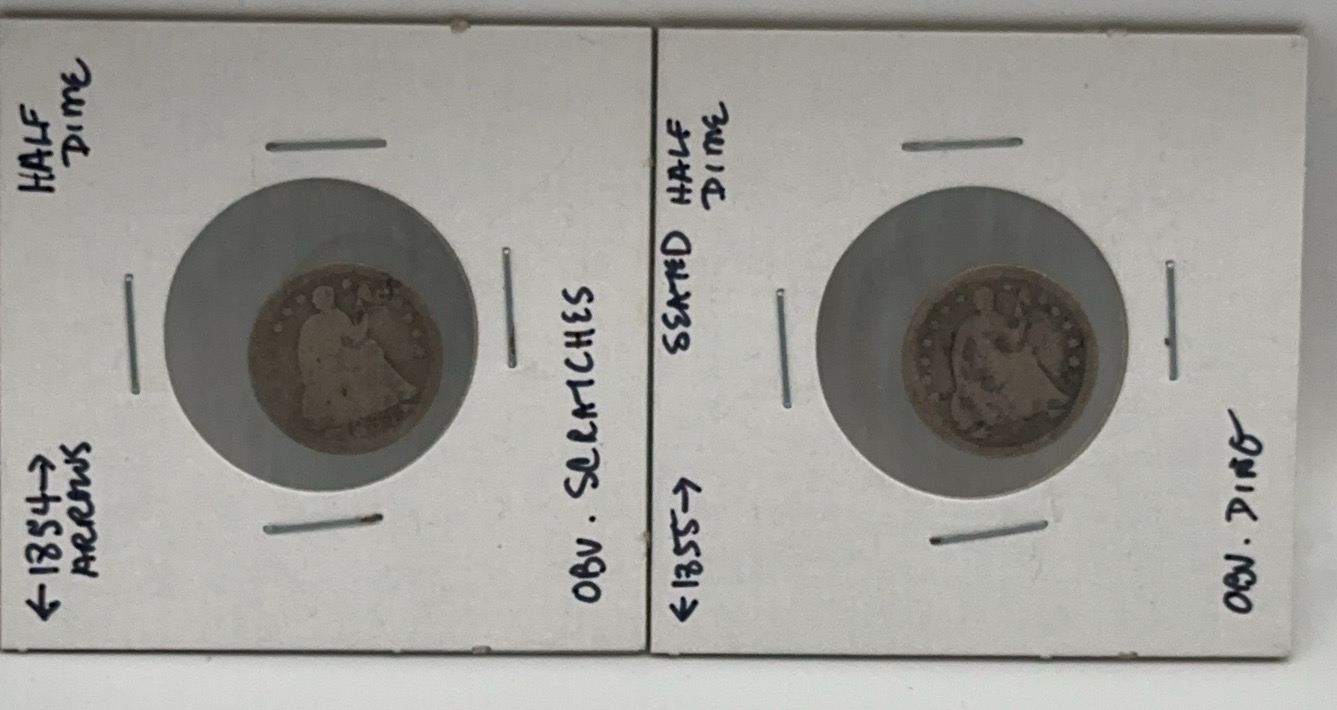 ←1854→ HALF
ARROWS DIME
OBV. SCRATCHES
←1855→ SEATED HALF
DIME
OBV. DING